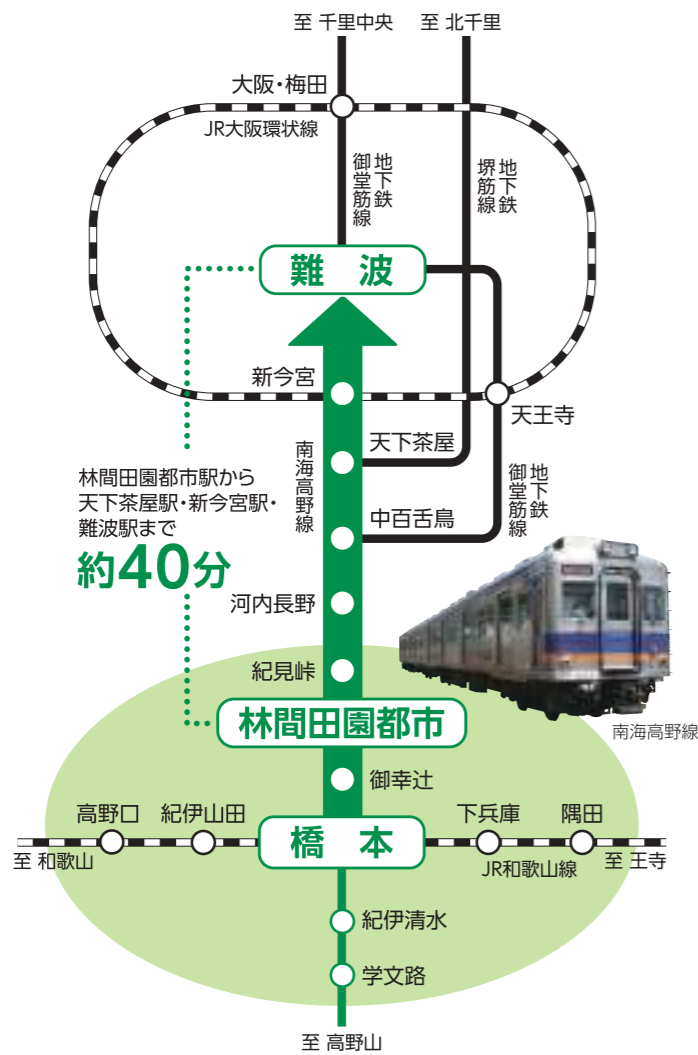 至 千里中央
至 北千里
大阪・梅田
JR大阪環状線
地下鉄
御堂筋線
地下鉄
堺筋線
難波
新今宮
天王寺
南海高野線
天下茶屋
地下鉄
御堂筋線
林間田園都市駅から
天下茶屋駅・新今宮駅・
難波駅まで
約40分
中百舌鳥
河内長野
紀見峠
林間田園都市
南海高野線
御幸辻
高野口
紀伊山田
橋本
下兵庫
隅田
至 和歌山
JR和歌山線
至 王寺
紀伊清水
学文路
至 高野山